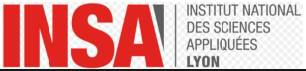 INSA
INSTITUT NATIONAL
DES SCIENCES
APPLIQUÉES
LYON